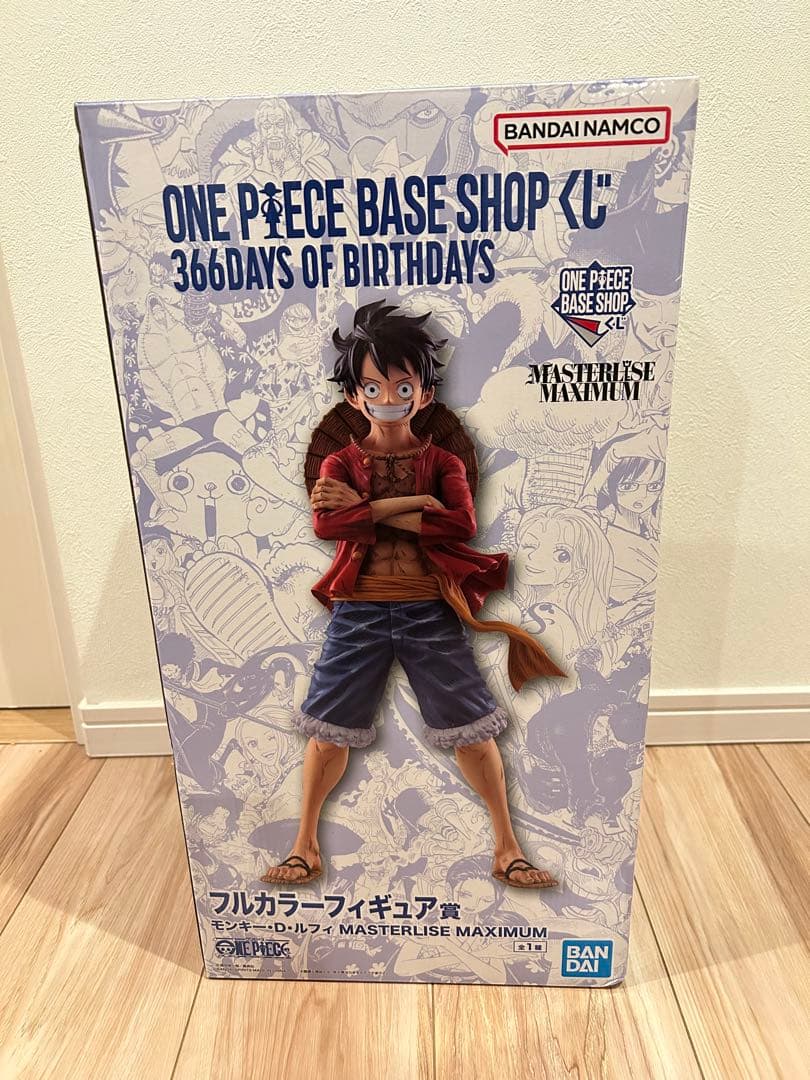 BANDAI NAMCO
ONE PIECE BASE SHOP くじ
366DAYS OF BIRTHDAYS
ONE PIECE
BASE SHOP
くじ
MASTERLISE
MAXIMUM
フルカラーフィギュア賞
モンキー・D・ルフィ MASTERLISE MAXIMUM
全1種
ONE PIECE
BAN
DAI